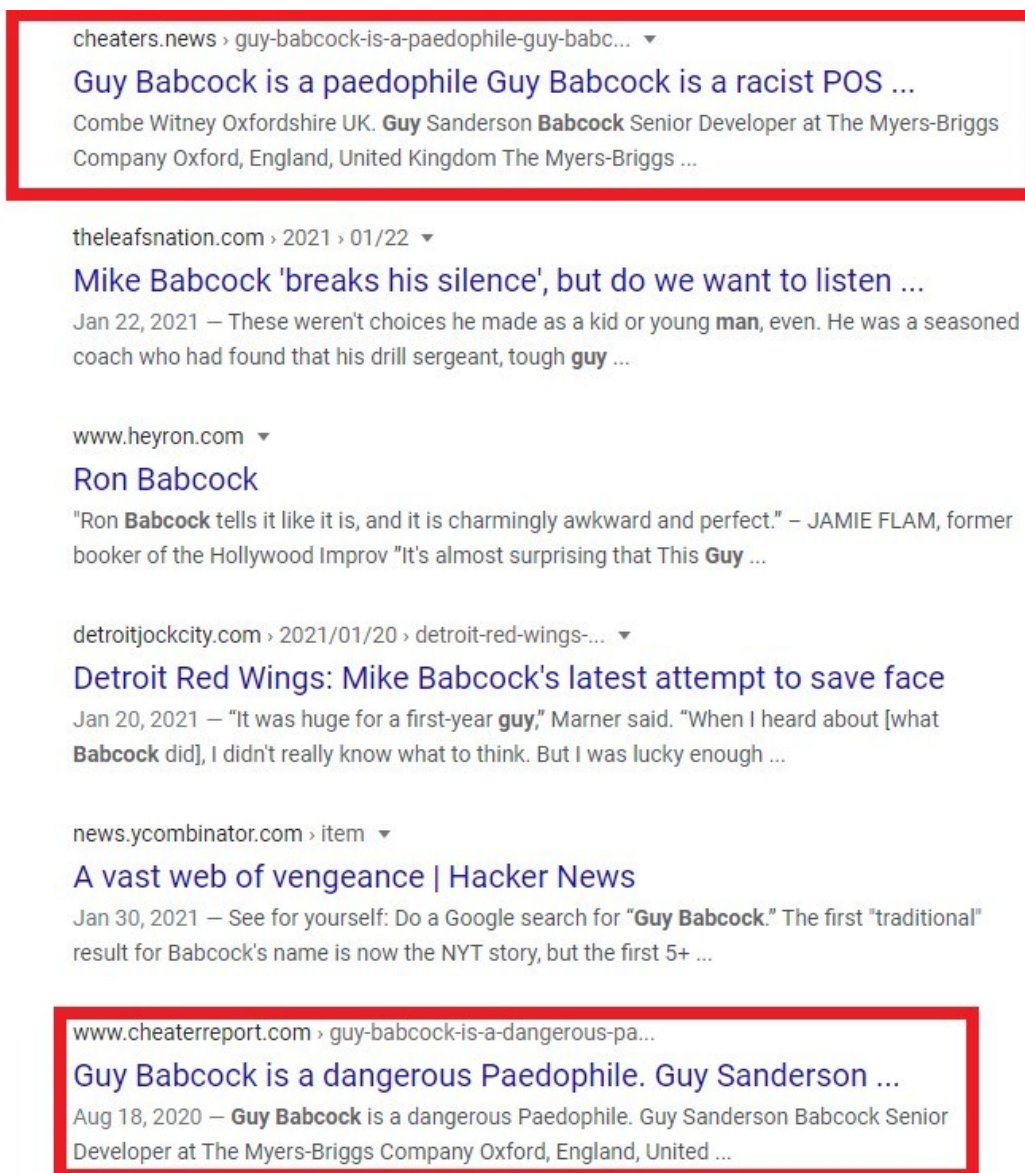 cheaters.news › guy-babcock-is-a-paedophile-guy-babc...
Guy Babcock is a paedophile Guy Babcock is a racist POS ...
Combe Witney Oxfordshire UK. Guy Sanderson Babcock Senior Developer at The Myers-Briggs
Company Oxford, England, United Kingdom The Myers-Briggs ...
theleafsnation.com › 2021 › 01/22
Mike Babcock 'breaks his silence', but do we want to listen ...
Jan 22, 2021 — These weren't choices he made as a kid or young man, even. He was a seasoned
coach who had found that his drill sergeant, tough guy ...
www.heyron.com
Ron Babcock
"Ron Babcock tells it like it is, and it is charmingly awkward and perfect.” – JAMIE FLAM, former
booker of the Hollywood Improv ”It's almost surprising that This Guy ...
detroitjockcity.com › 2021/01/20 › detroit-red-wings-...
Detroit Red Wings: Mike Babcock's latest attempt to save face
Jan 20, 2021 — “It was huge for a first-year guy,” Marner said. “When I heard about [what
Babcock did], I didn't really know what to think. But I was lucky enough ...
news.ycombinator.com › item
A vast web of vengeance | Hacker News
Jan 30, 2021 — See for yourself: Do a Google search for “Guy Babcock.” The first "traditional"
result for Babcock's name is now the NYT story, but the first 5+ ...
www.cheaterreport.com › guy-babcock-is-a-dangerous-pa...
Guy Babcock is a dangerous Paedophile. Guy Sanderson ...
Aug 18, 2020 — Guy Babcock is a dangerous Paedophile. Guy Sanderson Babcock Senior
Developer at The Myers-Briggs Company Oxford, England, United ...